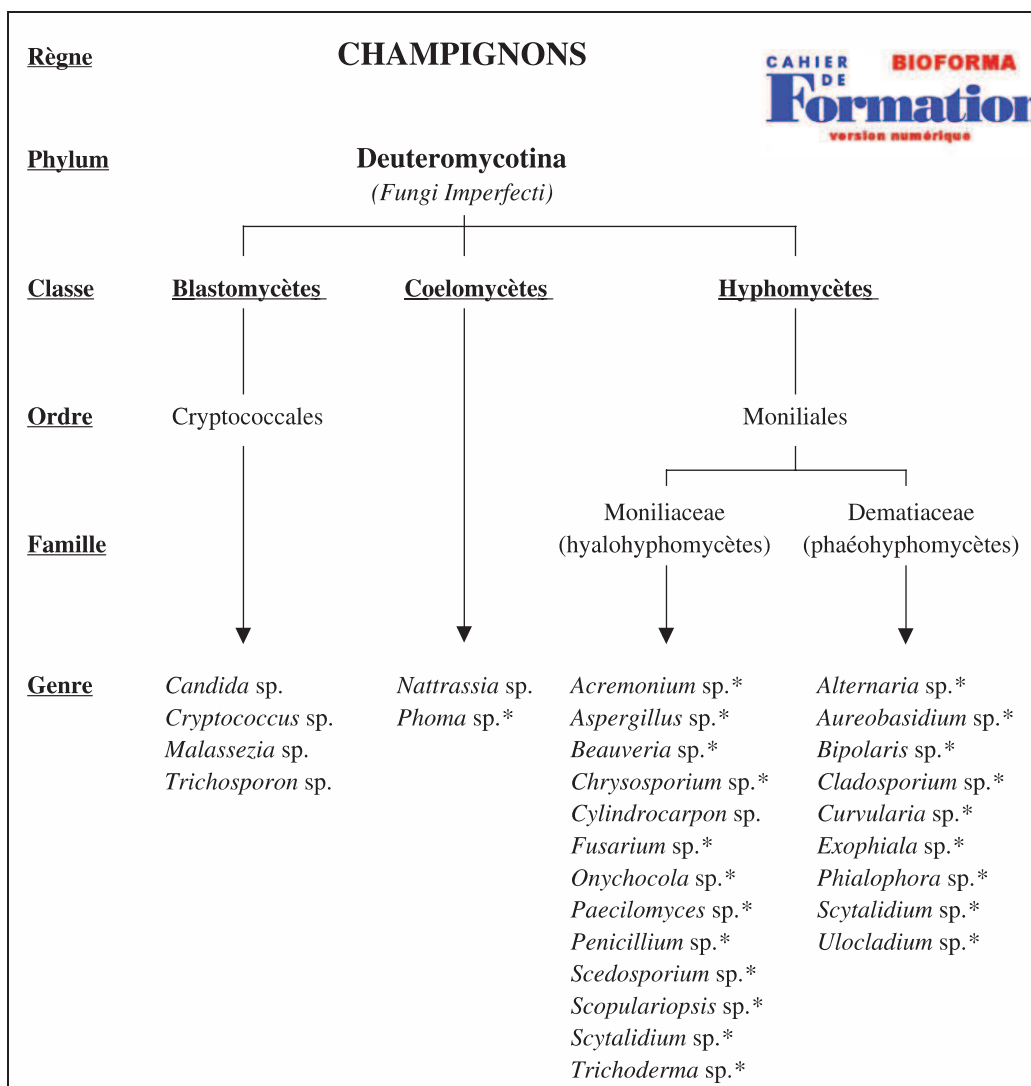 Règne CHAMPIGNONS
CAHIER DE Formation BIOFORMA
version numérique
Phylum Deuteromycotina
(Fungi Imperfecti)
Classe Blastomycètes Coelomycètes Hyphomycètes
Ordre Cryptococcales Moniliales
Moniliaceae Dematiaceae
Famille (hyalohyphomycètes) (phaéohyphomycètes)
Genre Candida sp. Nattrassia sp. Acremonium sp.* Alternaria sp.*
Cryptococcus sp. Phoma sp.* Aspergillus sp.* Aureobasidium sp.*
Malassezia sp. Beauveria sp.* Bipolaris sp.*
Trichosporon sp. Chrysosporium sp.* Cladosporium sp.*
Cylindrocarpon sp. Curvularia sp.*
Fusarium sp.* Exophiala sp.*
Onychocola sp.* Phialophora sp.*
Paecilomyces sp.* Scytalidium sp.*
Penicillium sp.* Ulocladium sp.*
Scedosporium sp.*
Scopulariopsis sp.*
Scytalidium sp.*
Trichoderma sp.*